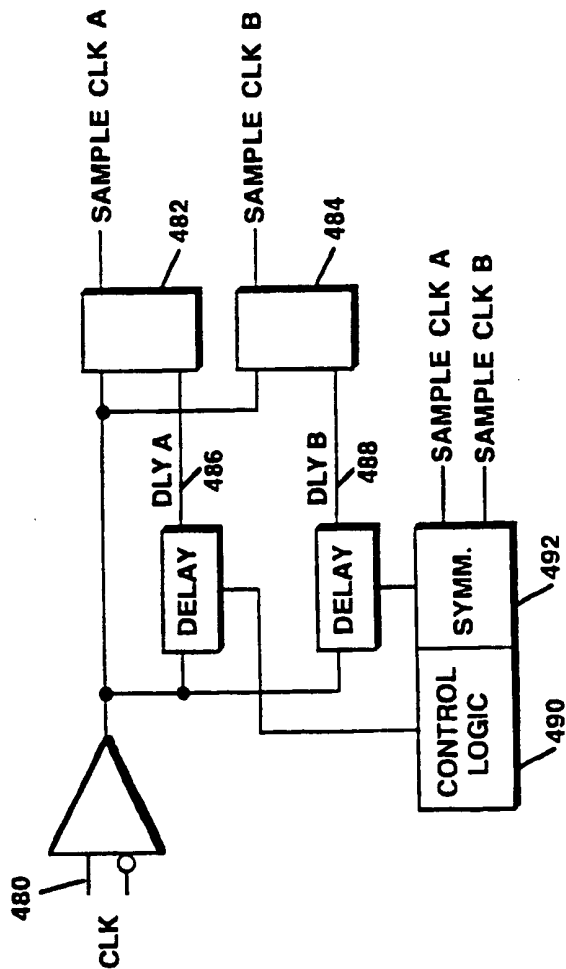 480
CLK
SAMPLE CLK A
482
SAMPLE CLK B
484
DLY A
486
DELAY
DLY B
488
DELAY
CONTROL
LOGIC
SYMM.
SAMPLE CLK A
SAMPLE CLK B
490
492